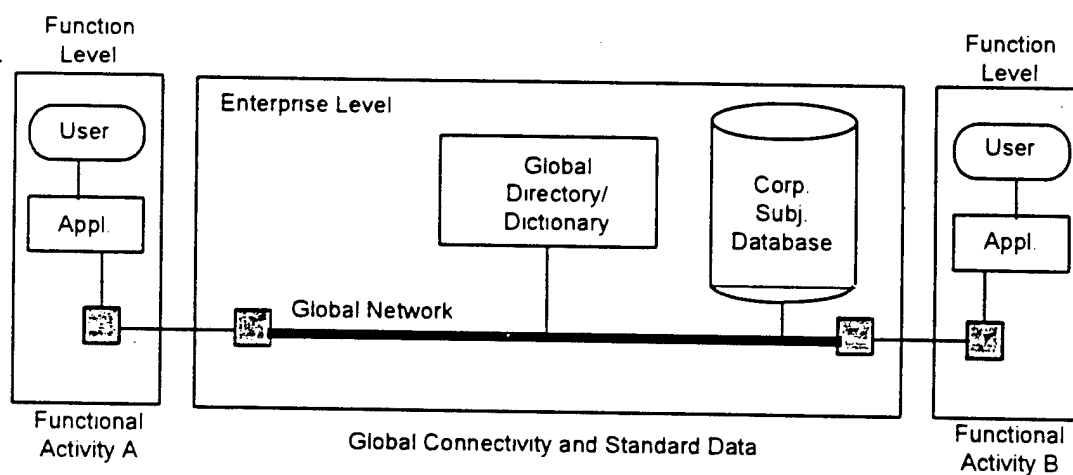 Function
Level
Function
Level
Enterprise Level
User
Appl.
Global
Directory/
Dictionary
Corp.
Subj.
Database
User
Appl.
Global Network
Functional
Activity A
Global Connectivity and Standard Data
Functional
Activity B